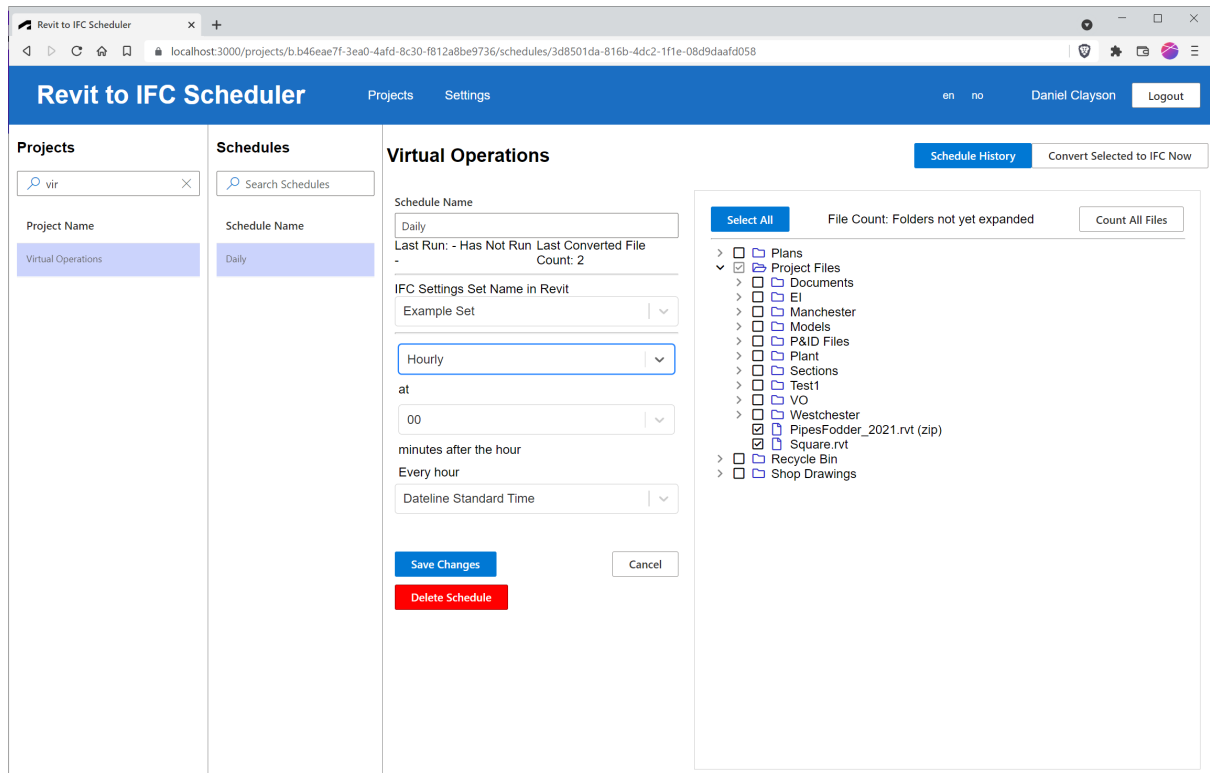 Revit to IFC Scheduler
localhost:3000/projects/b.b46eae7f-3ea0-4afd-8c30-f812a8be9736/schedules/3d8501da-816b-4dc2-1f1e-08d9daafd058
Revit to IFC Scheduler
Projects
Settings
en
no
Daniel Clayson
Logout
Projects
vir
Project Name
Virtual Operations
Schedules
Search Schedules
Schedule Name
Daily
Virtual Operations
Schedule History
Convert Selected to IFC Now
Schedule Name
Daily
Last Run: - Has Not Run
-
Last Converted File
Count: 2
IFC Settings Set Name in Revit
Example Set
Hourly
at
00
minutes after the hour
Every hour
Dateline Standard Time
Save Changes
Cancel
Delete Schedule
Select All
File Count: Folders not yet expanded
Count All Files
Plans
Project Files
Documents
EI
Manchester
Models
P&ID Files
Plant
Sections
Test1
VO
Westchester
PipesFodder_2021.rvt (zip)
Square.rvt
Recycle Bin
Shop Drawings